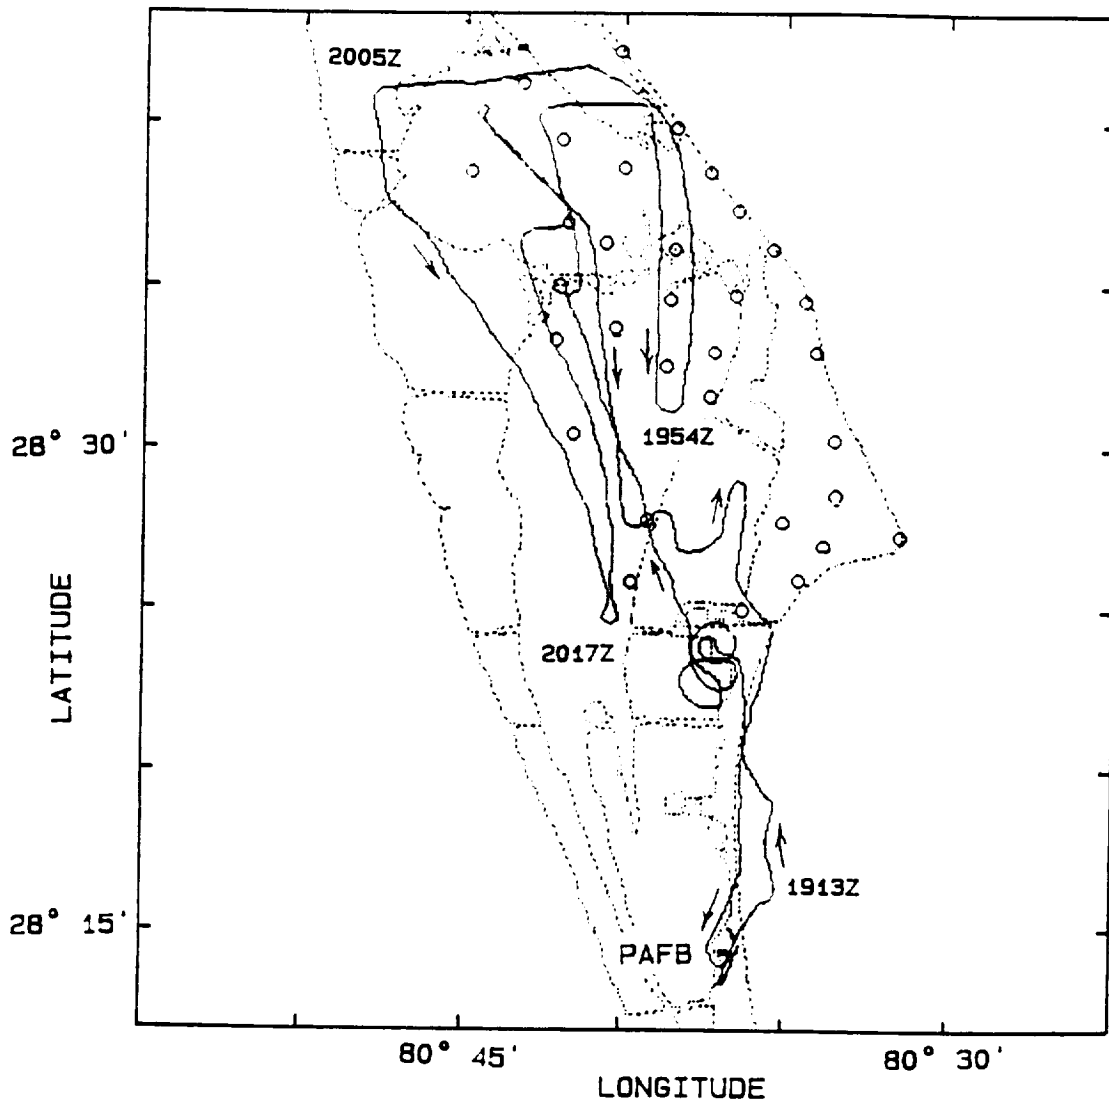 2005Z
1954Z
28° 30'
LATITUDE
2017Z
1913Z
28° 15'
PAFB
80° 45'
80° 30'
LONGITUDE